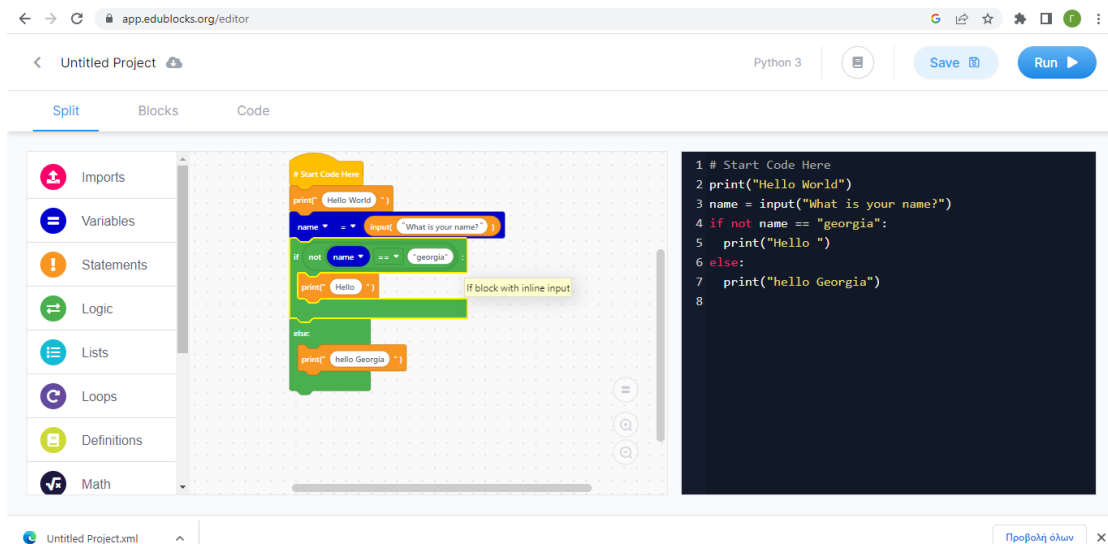 app.edublocks.org/editor
Untitled Project
Python 3
Save
Run
Split Blocks Code
Imports
Variables
Statements
Logic
Lists
Loops
Definitions
Math
# Start Code Here
print(" Hello World ")
name = input( "What is your name?" )
if not name == "georgia" :
print(" Hello ")
If block with inline input
else:
print(" hello Georgia ")
1 # Start Code Here
2 print("Hello World")
3 name = input("What is your name?")
4 if not name == "georgia":
5 print("Hello ")
6 else:
7 print("hello Georgia")
8
Untitled Project.xml
Προβολή όλων